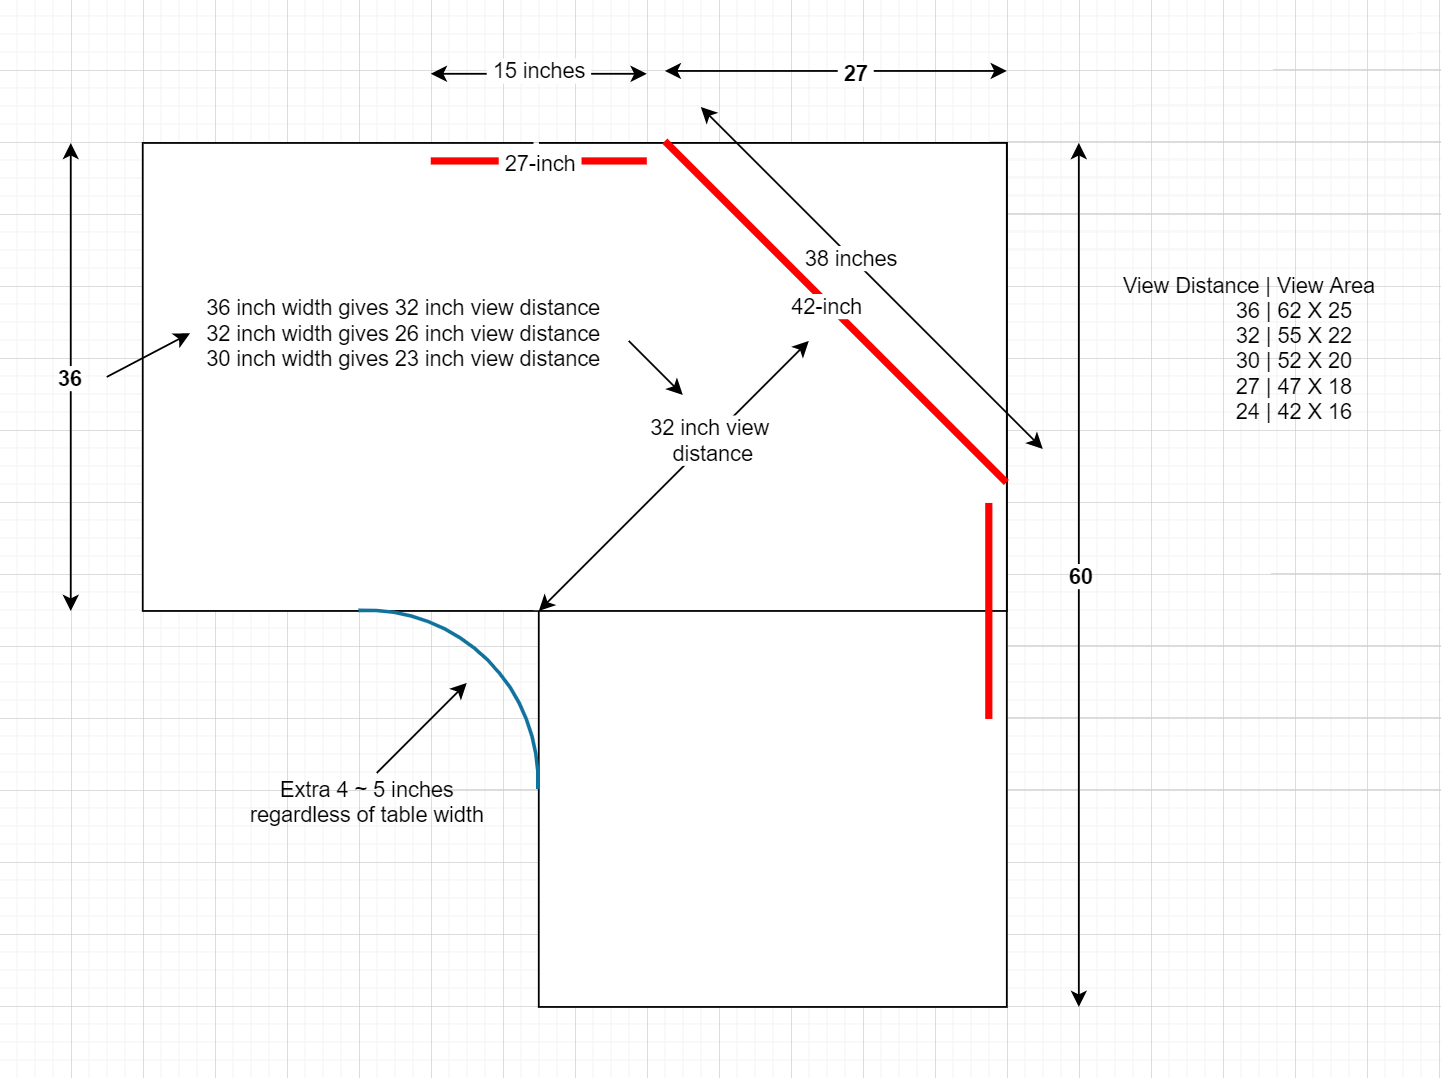 15 inches
27
27-inch
38 inches
42-inch
36 inch width gives 32 inch view distance
32 inch width gives 26 inch view distance
30 inch width gives 23 inch view distance
36
32 inch view
distance
View Distance | View Area
36 | 62 X 25
32 | 55 X 22
30 | 52 X 20
27 | 47 X 18
24 | 42 X 16
60
Extra 4 ~ 5 inches
regardless of table width